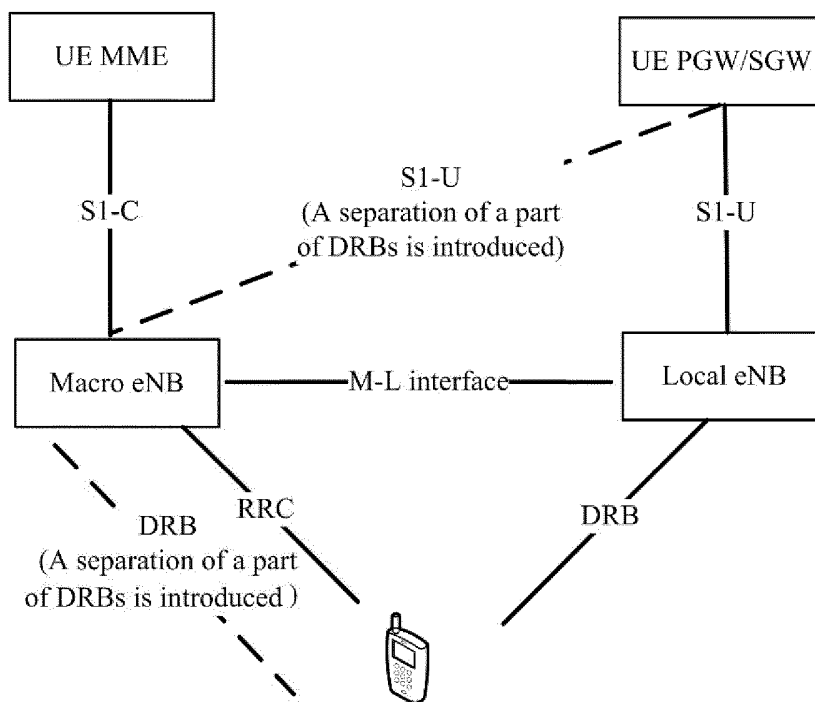 UE MME
UE PGW/SGW
S1-U
(A separation of a part
of DRBs is introduced)
S1-C
S1-U
Macro eNB
M-L interface
Local eNB
RRC
DRB
DRB
(A separation of a part
of DRBs is introduced )